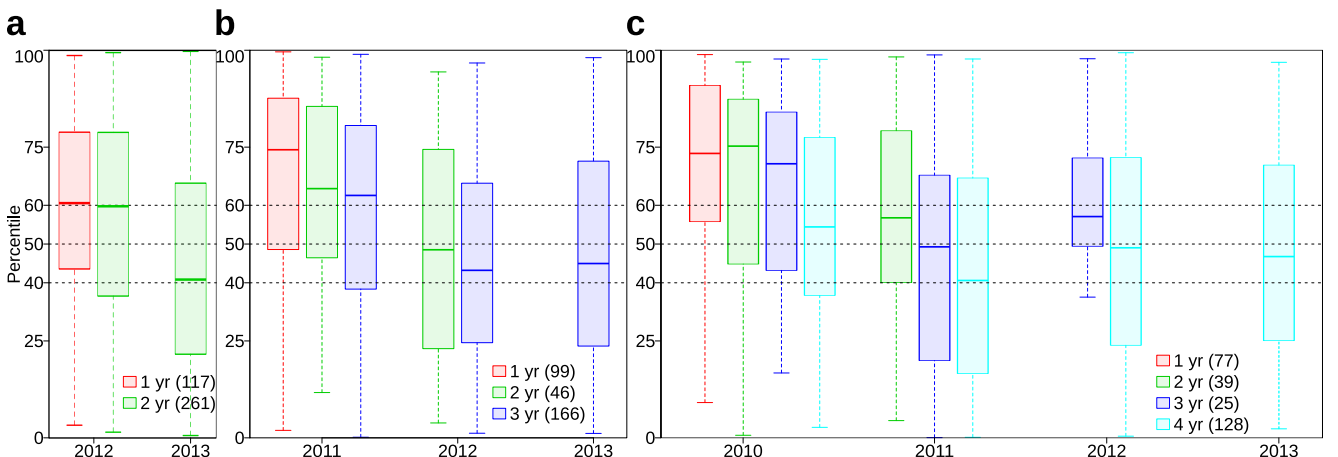 a b c
100 100 100
75 75 75
60 60 60
50 50 50
40 40 40
25 25 25
0 0 0
Percentile
1 yr (117)
2 yr (261)
1 yr (99)
2 yr (46)
3 yr (166)
1 yr (77)
2 yr (39)
3 yr (25)
4 yr (128)
2012 2013 2011 2012 2013 2010 2011 2012 2013